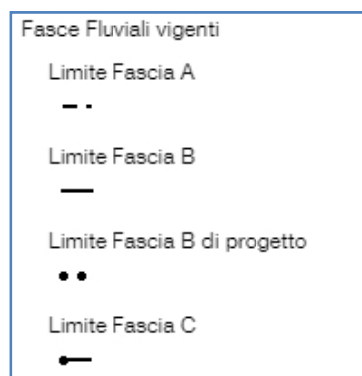 Fasce Fluviali vigenti
Limite Fascia A
Limite Fascia B
Limite Fascia B di progetto
Limite Fascia C